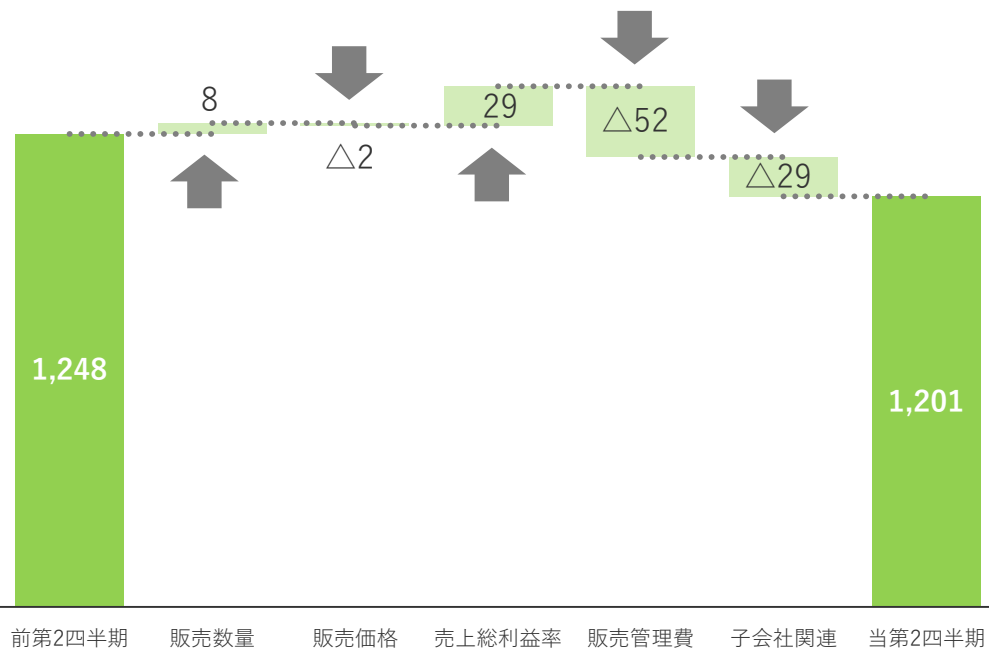 8
△2
29
△52
△29
1,248
1,201
前第2四半期
販売数量
販売価格
売上総利益率
販売管理費
子会社関連
当第2四半期